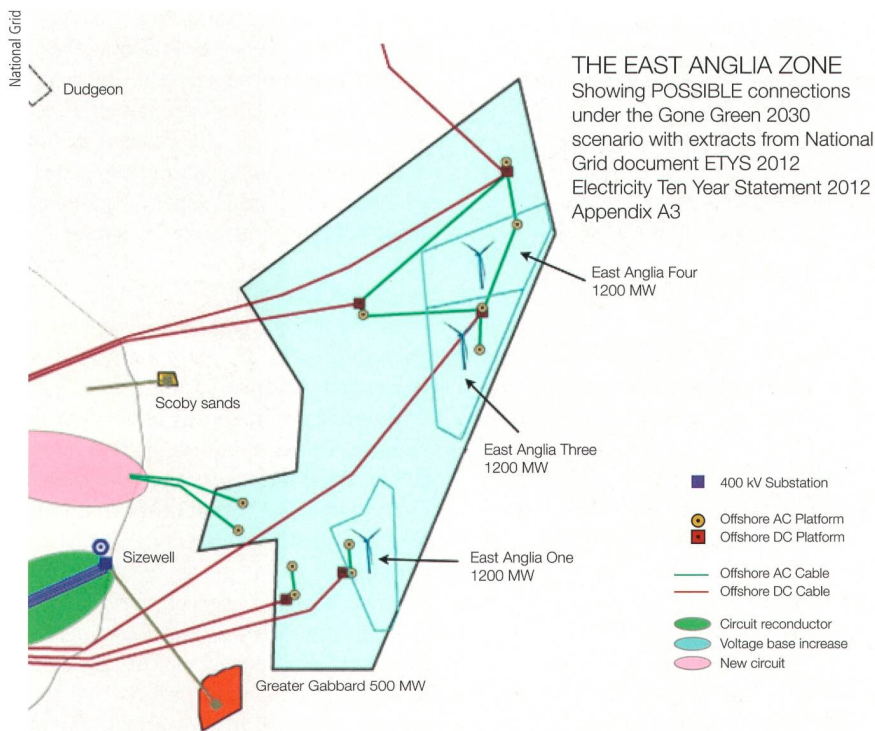 National Grid
Dudgeon
THE EAST ANGLIA ZONE
Showing POSSIBLE connections
under the Gone Green 2030
scenario with extracts from National
Grid document ETYS 2012
Electricity Ten Year Statement 2012
Appendix A3
East Anglia Four
1200 MW
Scoby sands
East Anglia Three
1200 MW
400 kV Substation
Offshore AC Platform
Offshore DC Platform
Sizewell
East Anglia One
1200 MW
Offshore AC Cable
Offshore DC Cable
Circuit reconductor
Voltage base increase
New circuit
Greater Gabbard 500 MW